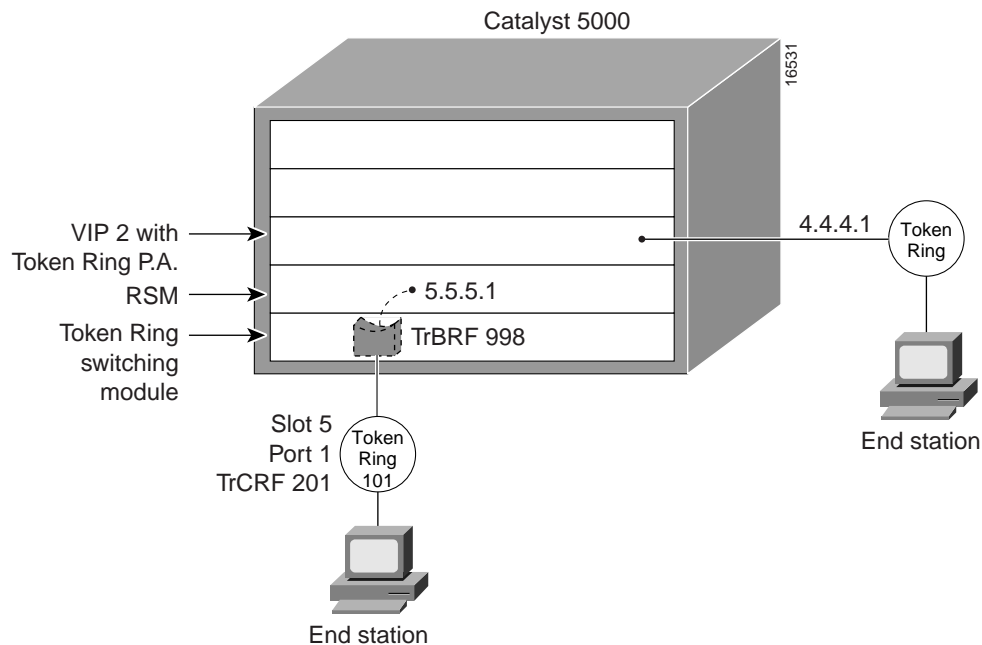 Catalyst 5000
16531
VIP 2 with
Token Ring P.A.
RSM
Token Ring
switching
module
4.4.4.1
Token
Ring
5.5.5.1
TrBRF 998
End station
Slot 5
Port 1
TrCRF 201
Token
Ring
101
End station